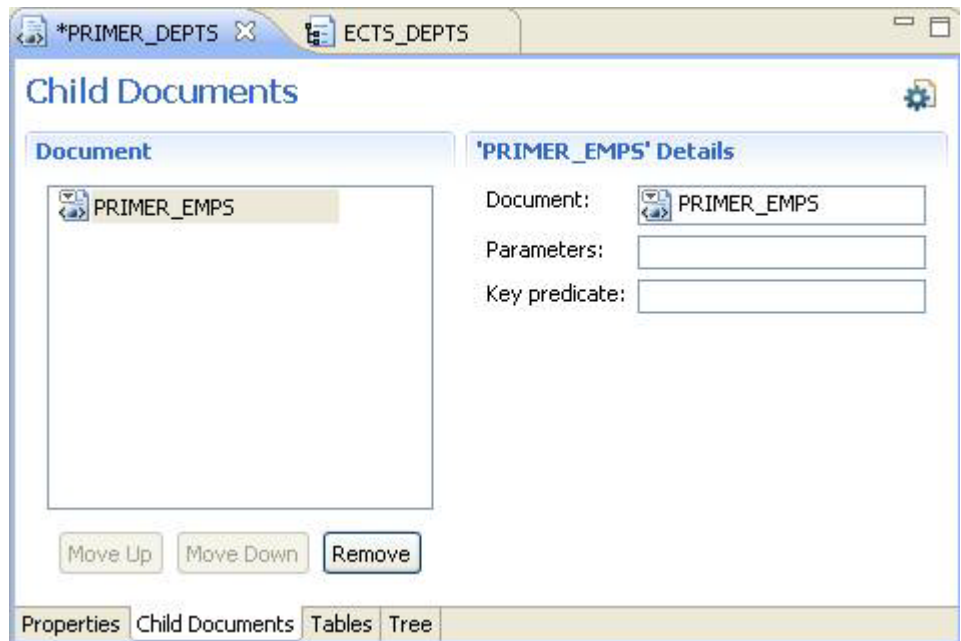 *PRIMER_DEPTS ECTS_DEPTS
Child Documents
Document
PRIMER_EMPS
'PRIMER_EMPS' Details
Document: PRIMER_EMPS
Parameters:
Key predicate:
Move Up Move Down Remove
Properties Child Documents Tables Tree